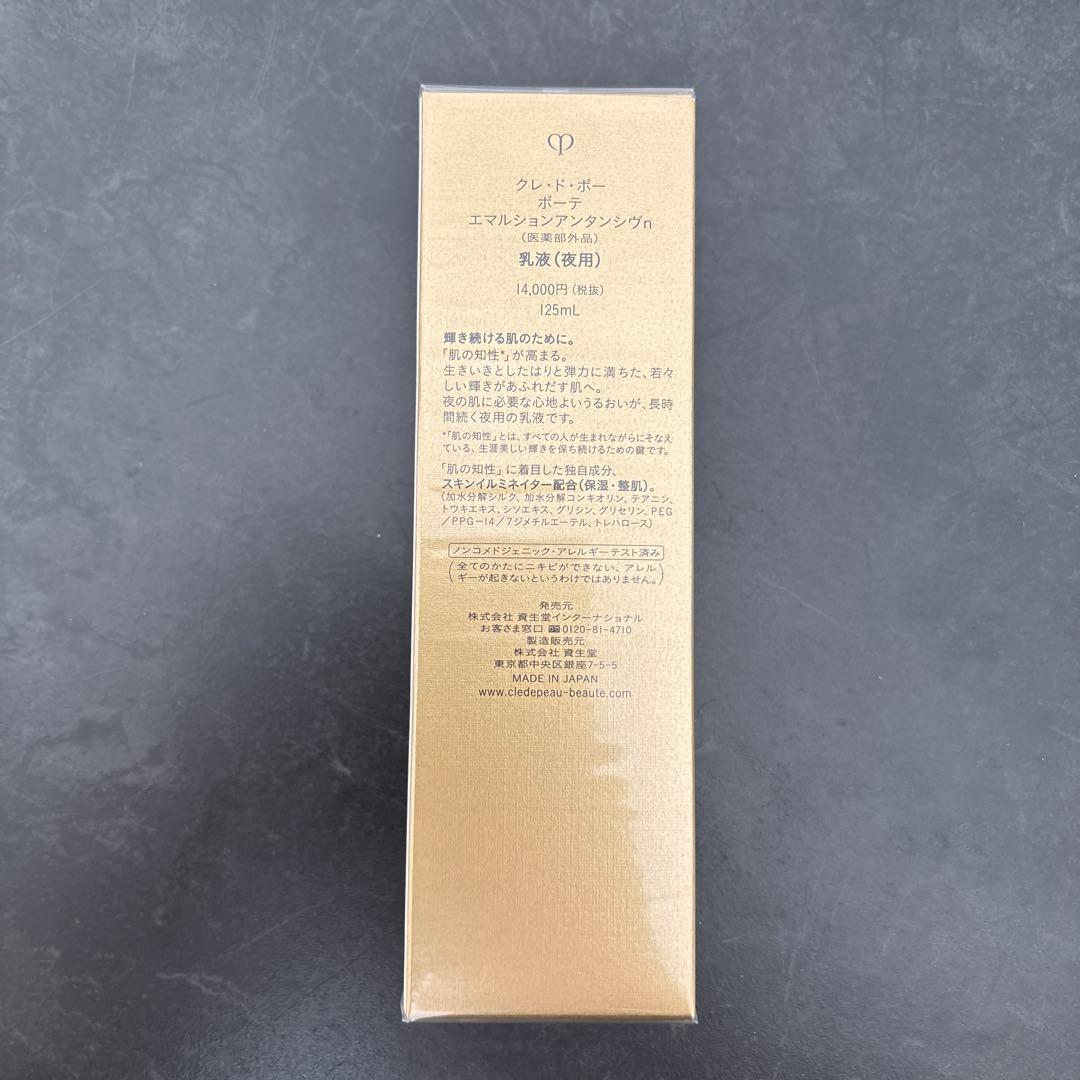 クレ・ド・ポー
ボーテ
エマルションアンタンシヴn
(医薬部外品)
乳液(夜用)
14,000円(税抜)
125mL
輝き続ける肌のために。
「肌の知性*」が高まる。
生きいきとしたはりと弾力に満ちた、若々
しい輝きがあふれだす肌へ。
夜の肌に必要な心地よいうるおいが、長時
間続く夜用の乳液です。
*「肌の知性」とは、すべての人が生まれながらにそなえ
ている、生涯美しい輝きを保ち続けるための鍵です。
「肌の知性」に着目した独自成分、
スキンイルミネイター配合(保湿・整肌)。
(加水分解シルク、加水分解コンキオリン、テアニン、
トウキエキス、シソエキス、グリシン、グリセリン、PEG
/PPG-14/7ジメチルエーテル、トレハロース)
ノンコメドジェニック・アレルギーテスト済み
(全てのかたにニキビができない、アレル
ギーが起きないというわけではありません。)
発売元
株式会社 資生堂インターナショナル
お客さま窓口 0120-81-4710
製造販売元
株式会社 資生堂
東京都中央区銀座7-5-5
MADE IN JAPAN
www.cledepeau-beaute.com